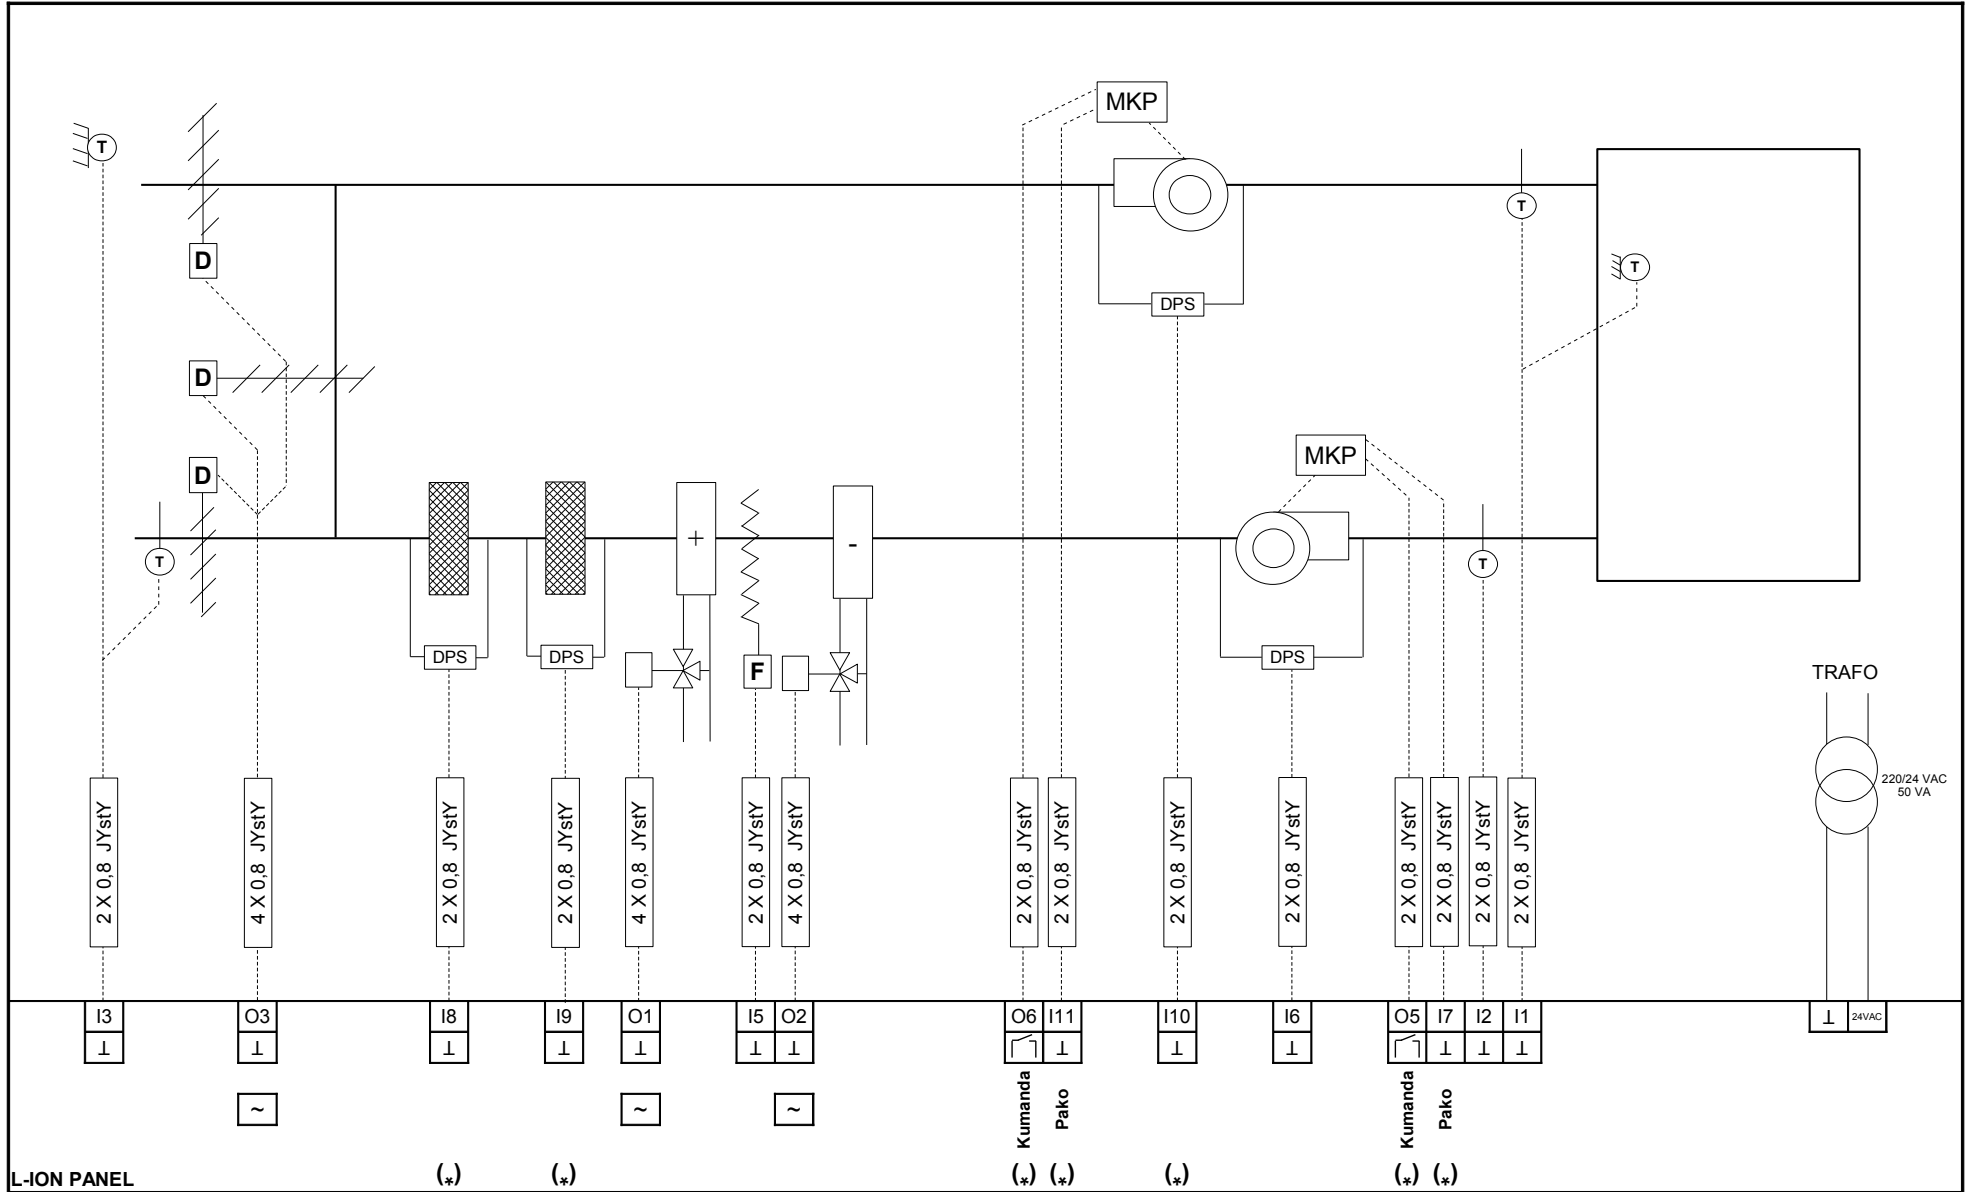 MKP
T
T
D
T
DPS
D
MKP
D
+
-
T
T
DPS
DPS
F
DPS
TRAFO
220/24 VAC
50 VA
2 X 0,8 JYstY
4 X 0,8 JYstY
2 X 0,8 JYstY
2 X 0,8 JYstY
4 X 0,8 JYstY
2 X 0,8 JYstY
4 X 0,8 JYstY
2 X 0,8 JYstY
2 X 0,8 JYstY
2 X 0,8 JYstY
2 X 0,8 JYstY
2 X 0,8 JYstY
2 X 0,8 JYstY
2 X 0,8 JYstY
2 X 0,8 JYstY
I3 O3 I8 I9 O1 I5 O2 O6 I11 I10 I6 O5 I7 I2 I1 ⊥ 24VAC
⊥ ⊥ ⊥ ⊥ ⊥ ⊥ ⊥ ⊥ ⊥ ⊥ ⊥ ⊥ ⊥
~ ~ ~
Kumanda
Pako
Kumanda
Pako
L-ION PANEL (*) (*) (*) (*) (*) (*) (*)